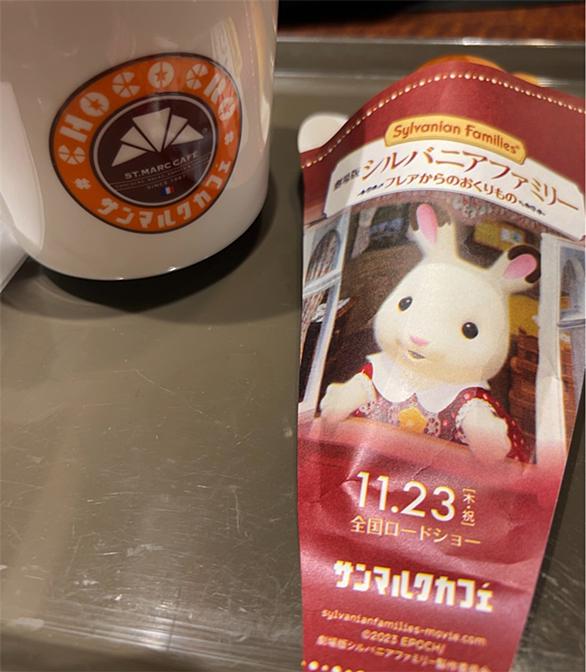 CHOCOCRO
ST.MARC CAFÉ
SINCE
サンマルクカフェ
Sylvanian Families
劇場版 シルバニアファミリー
フレアからのおくりもの
11.23 [木・祝]
全国ロードショー
サンマルクカフェ
sylvanianfamilies-movie.com
©2023 EPOCH/
劇場版シルバニアファミリー製作委員会